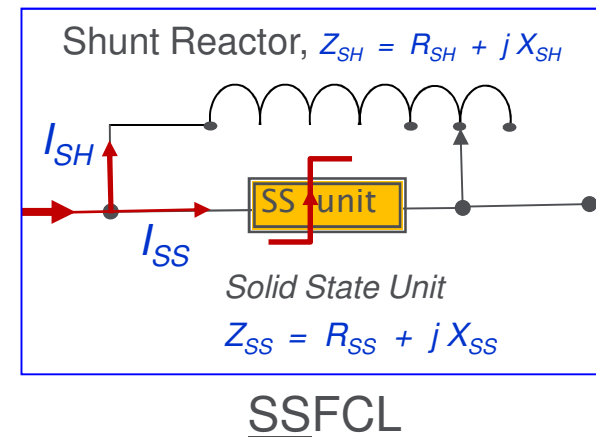 Shunt Reactor, Z_SH = R_SH + j X_SH
I_SH
SS unit
I_SS
Solid State Unit
Z_SS = R_SS + j X_SS
SSFCL